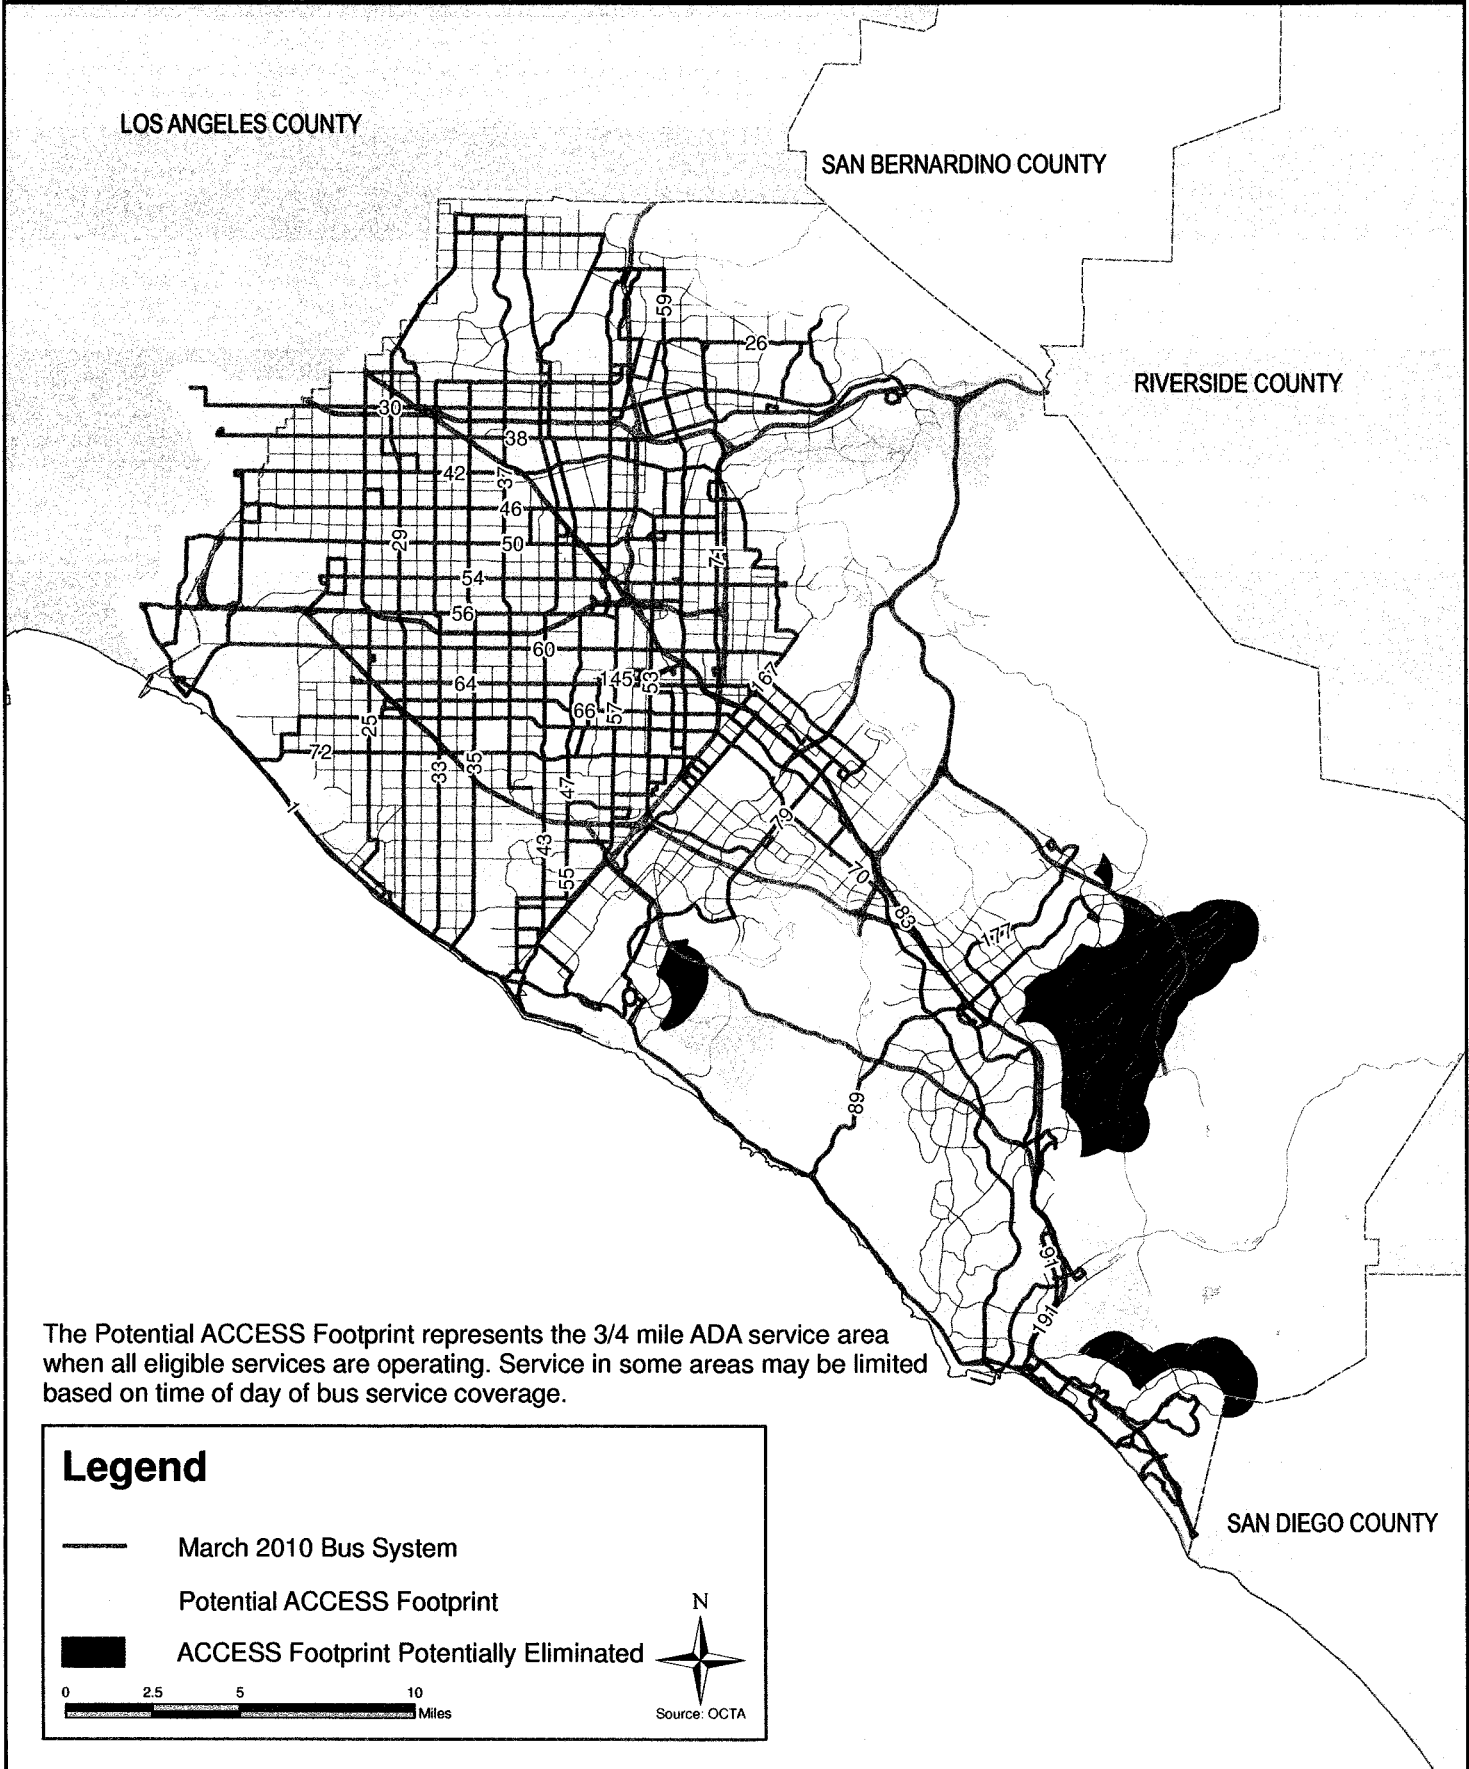 LOS ANGELES COUNTY
SAN BERNARDINO COUNTY
RIVERSIDE COUNTY
59
26
30
38
42
37
46
29
50
71
54
56
60
167
64
145
53
66
57
25
72
33
35
47
1
79
43
70
55
83
177
89
91
191
The Potential ACCESS Footprint represents the 3/4 mile ADA service area
when all eligible services are operating. Service in some areas may be limited
based on time of day of bus service coverage.
Legend
March 2010 Bus System
Potential ACCESS Footprint
ACCESS Footprint Potentially Eliminated
N
0 2.5 5 10
Miles
Source: OCTA
SAN DIEGO COUNTY